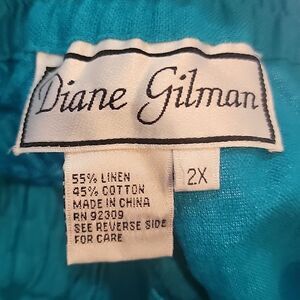 Diane Gilman
55% LINEN
45% COTTON
MADE IN CHINA
RN 92309
SEE REVERSE SIDE
FOR CARE
2X